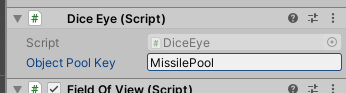 Dice Eye (Script)
Script DiceEye
Object Pool Key MissilePool
Field Of View (Script)